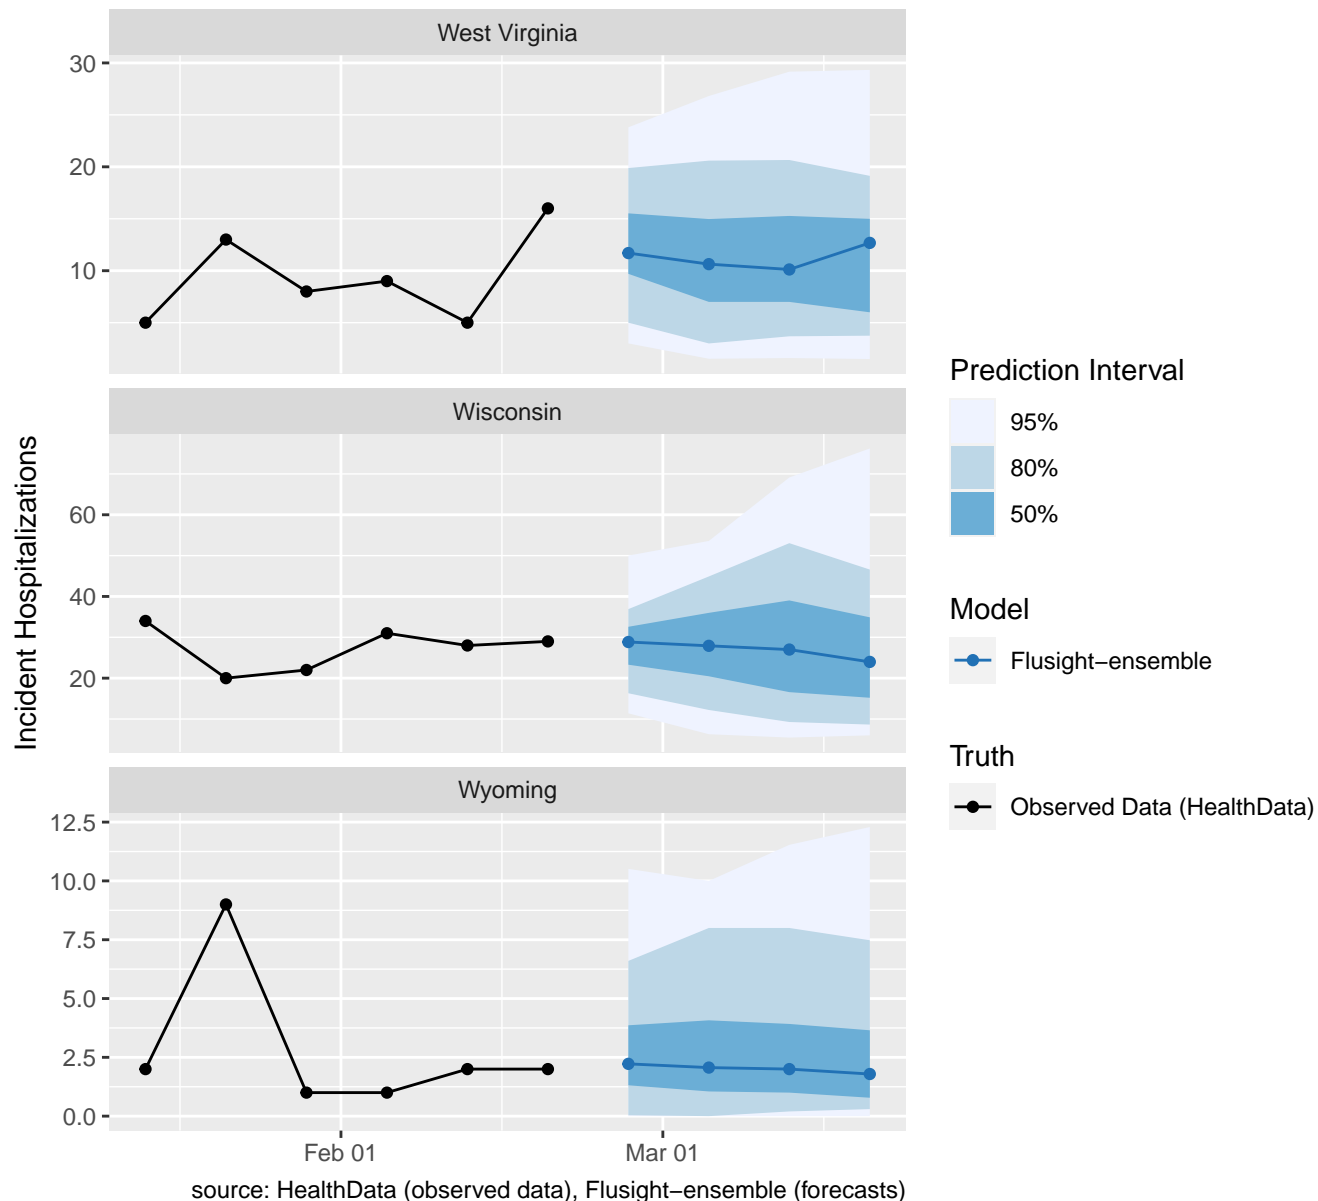 West Virginia
30
20
10
Wisconsin
60
40
20
Wyoming
12.5
10.0
7.5
5.0
2.5
0.0
Feb 01
Mar 01
Incident Hospitalizations
source: HealthData (observed data), Flusight−ensemble (forecasts)
Prediction Interval
95%
80%
50%
Model
Flusight−ensemble
Truth
Observed Data (HealthData)